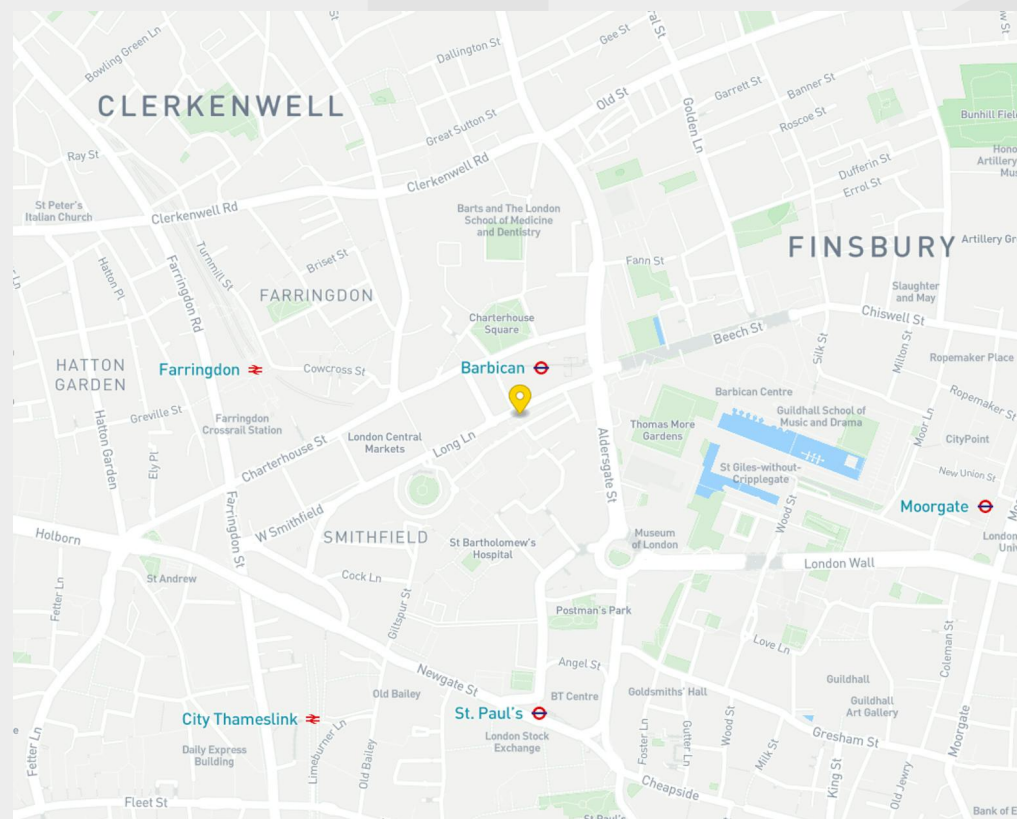 Bowling Green Ln
St
Dallington St
Gee St
Golden Ln
Old St
Garrett St
Banner St
CLERKENWELL
Great Sutton St
Roscoe St
Bunhill Fiel
Ray St
Clerkenwell Rd
Dufferin St
Errol St
Hono
Artillery
Mus
St Peter's
Italian Church
Clerkenwell Rd
Barts and The London
School of Medicine
and Dentistry
Turnmill St
Farringdon Rd
Hatton Pl
Briset St
Fann St
FINSBURY
Artillery Gr
FARRINGDON
Slaughter
and May
Charterhouse
Square
Chiswell St
Beech St
Silk St
Milton St
HATTON
GARDEN
Farringdon
Cowcross St
Barbican
Ropemaker Place
Ropemaker St
Barbican Centre
Greville St
Farringdon
Crossrail Station
Hatton Garden
Ely Pl
London Central
Markets
Long Ln
Thomas More
Gardens
Guildhall School of
Music and Drama
Moor Ln
CityPoint
Charterhouse St
Aldersgate St
St Giles-without-
Cripplegate
New Union St
Wood St
Moorgate
Farringdon St
W Smithfield
Holborn
SMITHFIELD
St Bartholomew's
Hospital
Museum
of London
London
Univ
London Wall
St Andrew
Cock Ln
Fetter Ln
Giltspur St
Postman's Park
Love Ln
Coleman St
Newgate St
Angel St
Old Bailey
BT Centre
Goldsmiths' Hall
Guildhall
Guildhall
Art Gallery
City Thameslink
St. Paul's
London Stock
Exchange
Limeburner Ln
Old Bailey
Daily Express
Building
Foster Ln
Gutter Ln
Wood St
Milk St
Gresham St
King St
Old Jewry
Moorgate
Fetter Ln
Fleet St
Cheapside
Bank of E